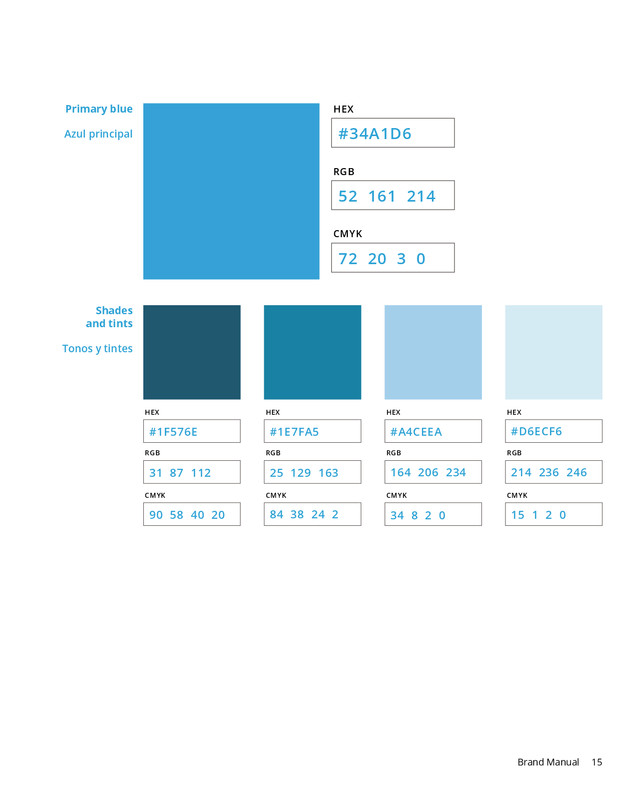 Primary blue
Azul principal
HEX
#34A1D6
RGB
52 161 214
CMYK
72 20 3 0
Shades
and tints
Tonos y tintes
HEX
#1F576E
RGB
31 87 112
CMYK
90 58 40 20
HEX
#1E7FA5
RGB
25 129 163
CMYK
84 38 24 2
HEX
#A4CEEA
RGB
164 206 234
CMYK
34 8 2 0
HEX
#D6ECF6
RGB
214 236 246
CMYK
15 1 2 0
Brand Manual 15